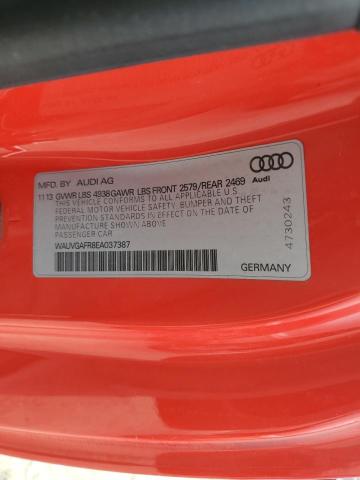 MFD. BY AUDI AG
11 13 GVWR LBS 4938 GAWR LBS FRONT 2579/REAR 2469
THIS VEHICLE CONFORMS TO ALL APPLICABLE U.S.
FEDERAL MOTOR VEHICLE SAFETY, BUMPER AND THEFT
PREVENTION STANDARDS IN EFFECT ON THE DATE OF
MANUFACTURE SHOWN ABOVE
PASSENGER CAR
WAUVGAFR8EA037387
Audi
4730243
GERMANY